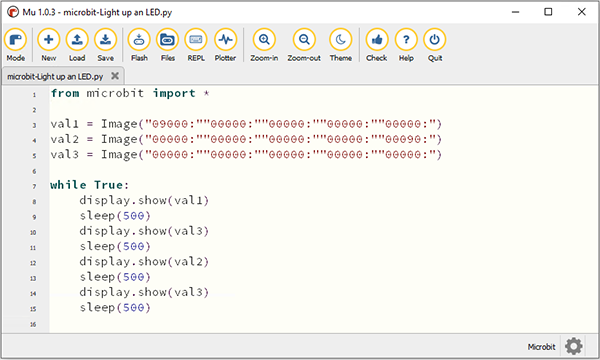 Mu 1.0.3 - microbit-Light up an LED.py
Mode New Load Save Flash Files REPL Plotter Zoom-in Zoom-out Theme Check Help Quit
microbit-Light up an LED.py
1 from microbit import *
2
3 val1 = Image("09000:""00000:""00000:""00000:""00000:")
4 val2 = Image("00000:""00000:""00000:""00000:""00090:")
5 val3 = Image("00000:""00000:""00000:""00000:""00000:")
6
7 while True:
8     display.show(val1)
9     sleep(500)
10     display.show(val3)
11     sleep(500)
12     display.show(val2)
13     sleep(500)
14     display.show(val3)
15     sleep(500)
16
Microbit